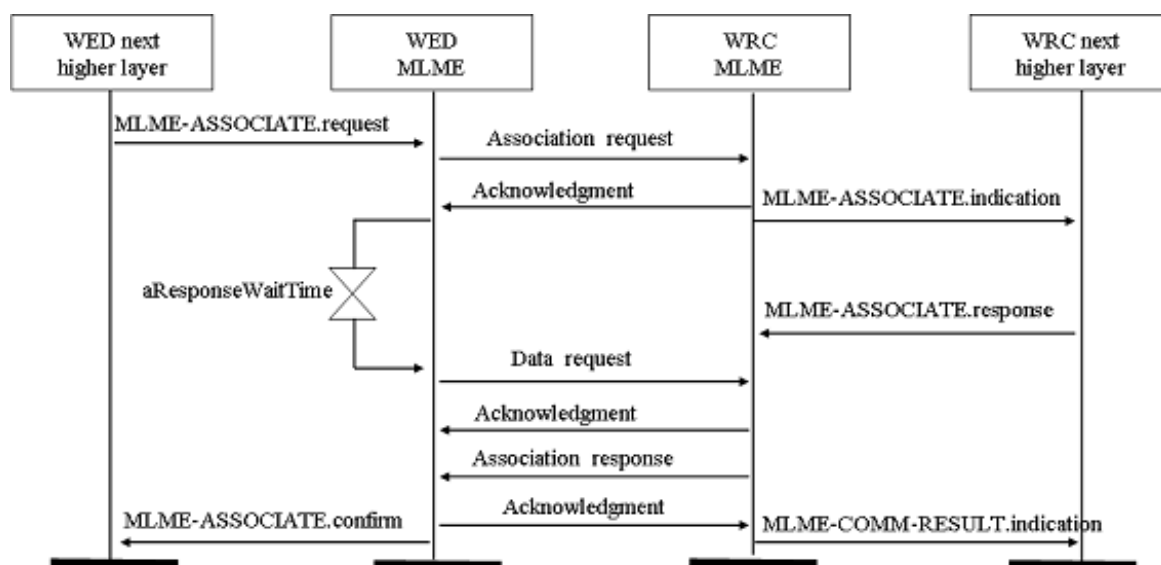 WED next
higher layer
WED
MLME
WRC
MLME
WRC next
higher layer
MLME-ASSOCIATE.request
Association request
Acknowledgment
MLME-ASSOCIATE.indication
aResponseWaitTime
MLME-ASSOCIATE.response
Data request
Acknowledgment
Association response
Acknowledgment
MLME-ASSOCIATE.confirm
MLME-COMM-RESULT.indication